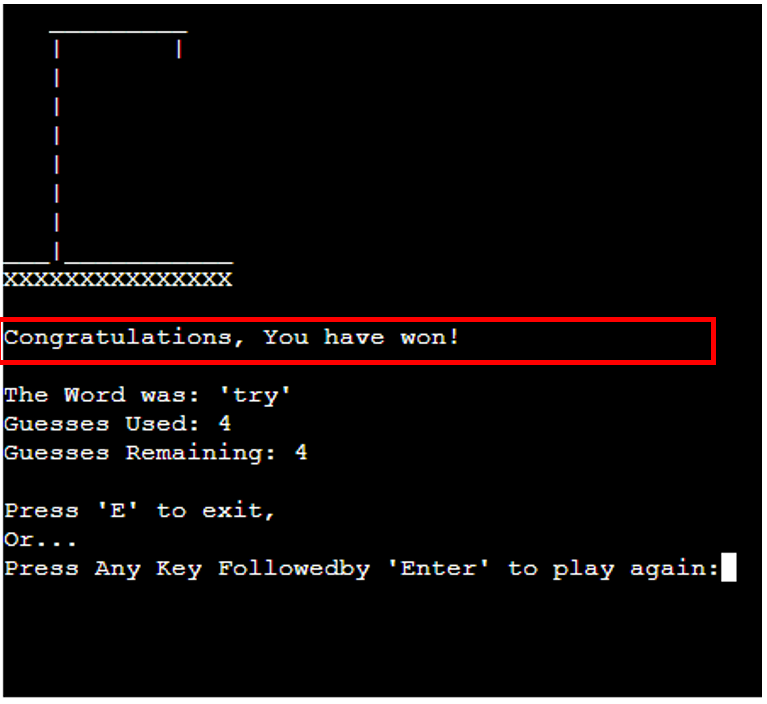 XXXXXXXXXXXXXXX
Congratulations, You have won!
The Word was: 'try'
Guesses Used: 4
Guesses Remaining: 4
Press 'E' to exit,
Or...
Press Any Key Followedby 'Enter' to play again: